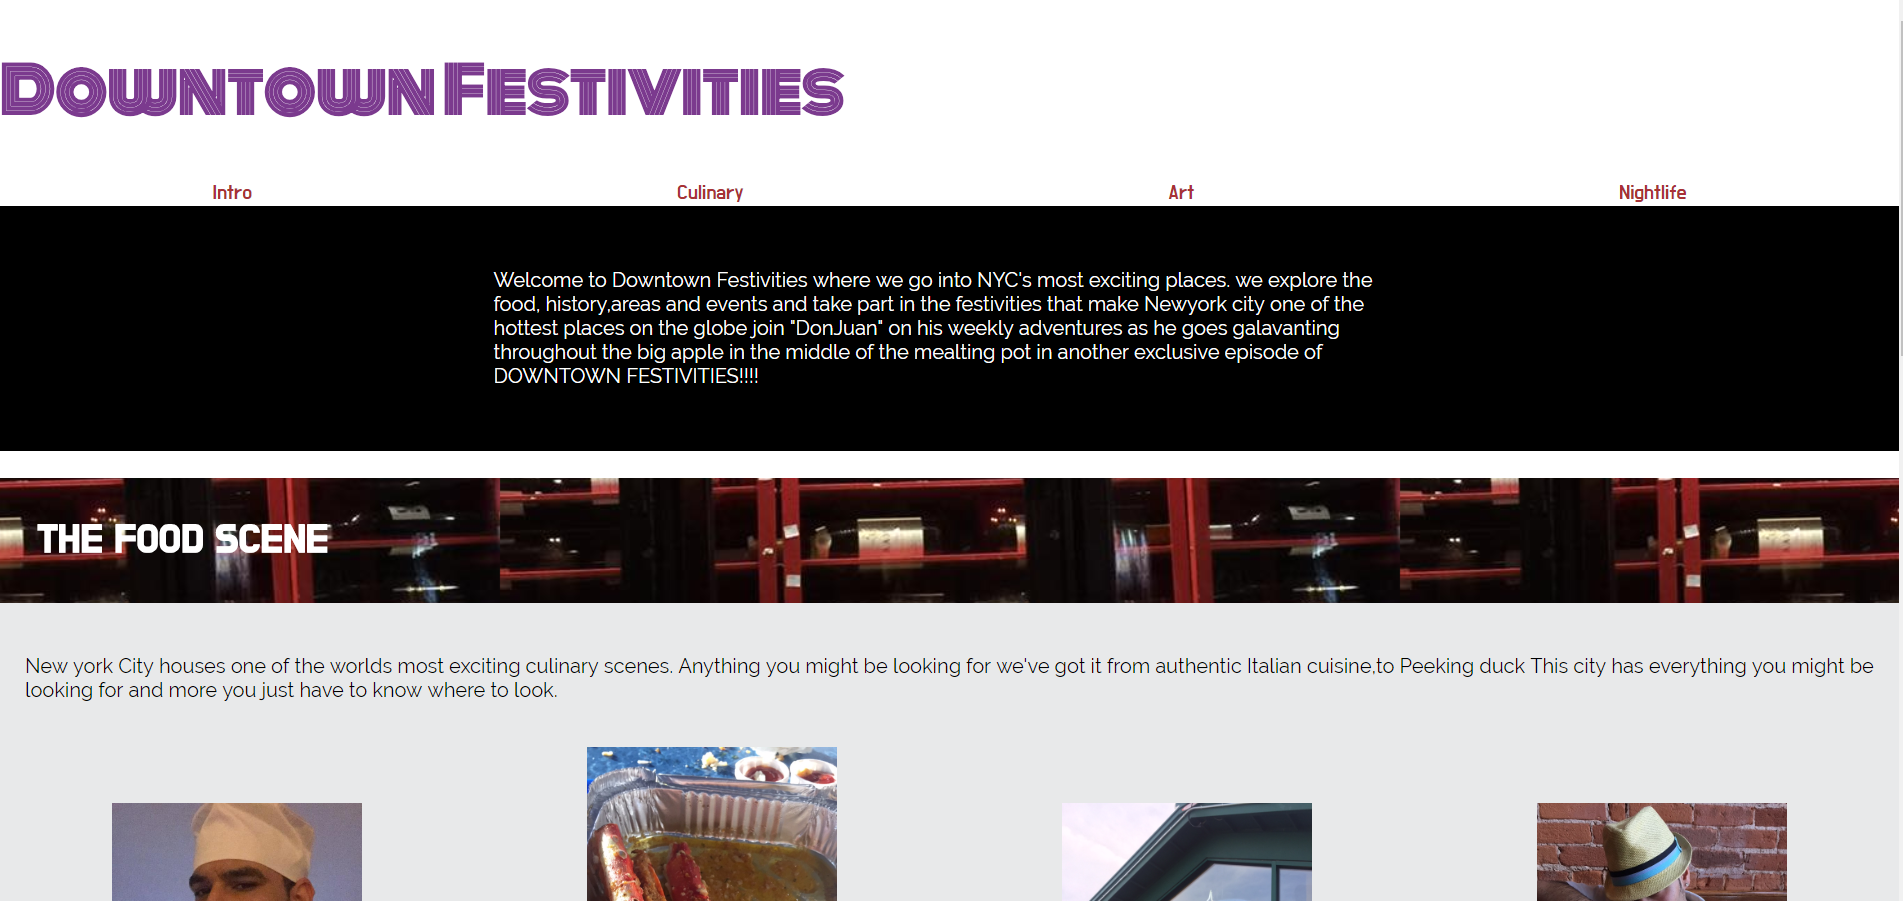 Downtown Festivities
Intro
Culinary
Art
Nightlife
Welcome to Downtown Festivities where we go into NYC's most exciting places. we explore the
food, history,areas and events and take part in the festivities that make Newyork city one of the
hottest places on the globe join "DonJuan" on his weekly adventures as he goes galavanting
throughout the big apple in the middle of the mealting pot in another exclusive episode of
DOWNTOWN FESTIVITIES!!!!
THE FOOD SCENE
New york City houses one of the worlds most exciting culinary scenes. Anything you might be looking for we've got it from authentic Italian cuisine,to Peeking duck This city has everything you might be
looking for and more you just have to know where to look.